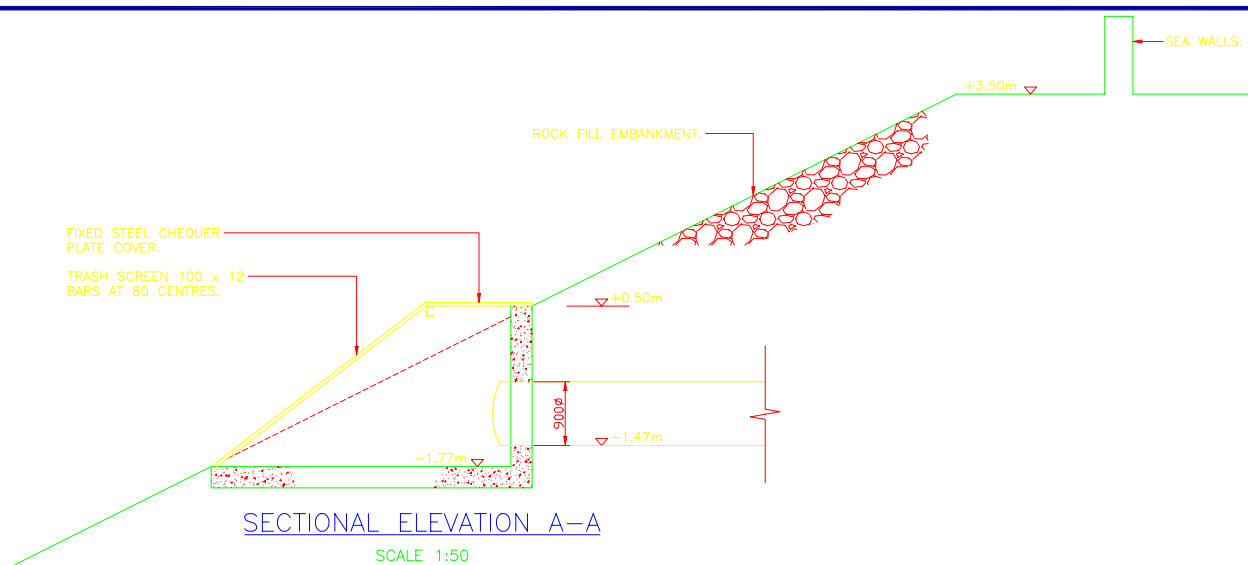 SEA WALLS.
+3.50m
ROCK FILL EMBANKMENT.
FIXED STEEL CHEQUER
PLATE COVER.
TRASH SCREEN 100 x 12
BARS AT 80 CENTRES.
+0.50m
900ø
-1.47m
-1.77m
SECTIONAL ELEVATION A-A
SCALE 1:50